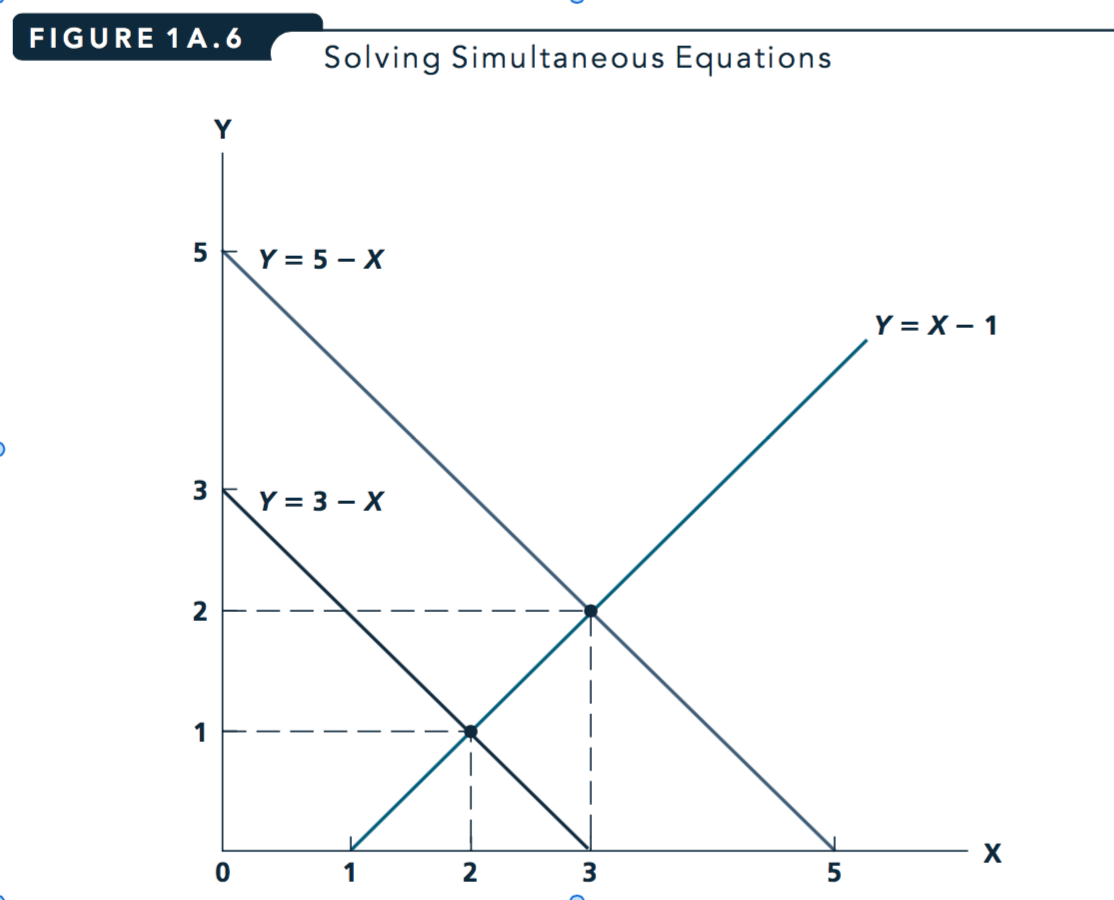 FIGURE 1A.6
Solving Simultaneous Equations
Y
5
Y = 5 – X
Y = X – 1
3
Y = 3 – X
2
1
X
0 1 2 3 5